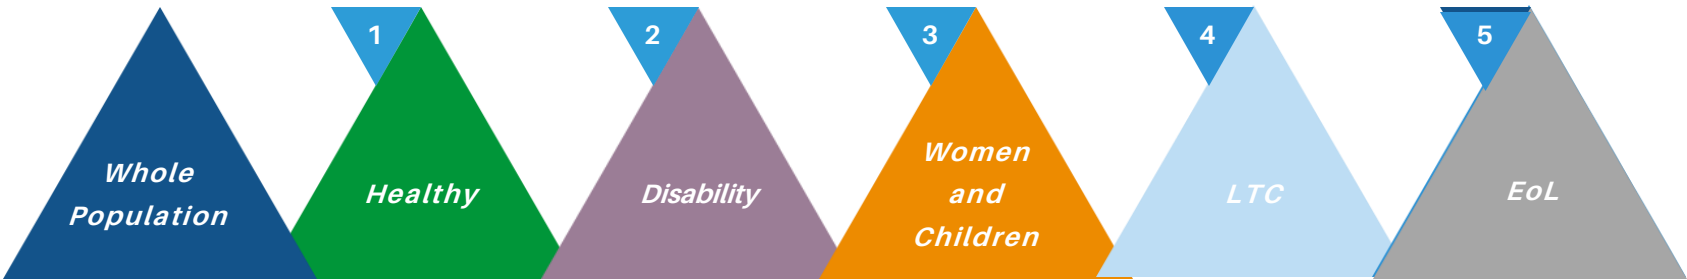 Whole
Population
1
Healthy
2
Disability
3
Women
and
Children
4
LTC
5
EoL